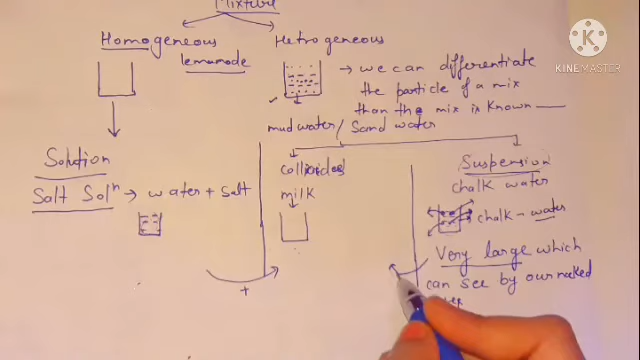 Mixture
Homogeneous
lemomode
Hetrogeneous
→ we can differentiate
the particle of a mix
than the mix is known
mud water / Sand water
Solution
Salt Solⁿ → water + Salt
+
colloides
milk
Suspension
chalk water
chalk - water
Very large which
can see by our naked
KINEMASTER